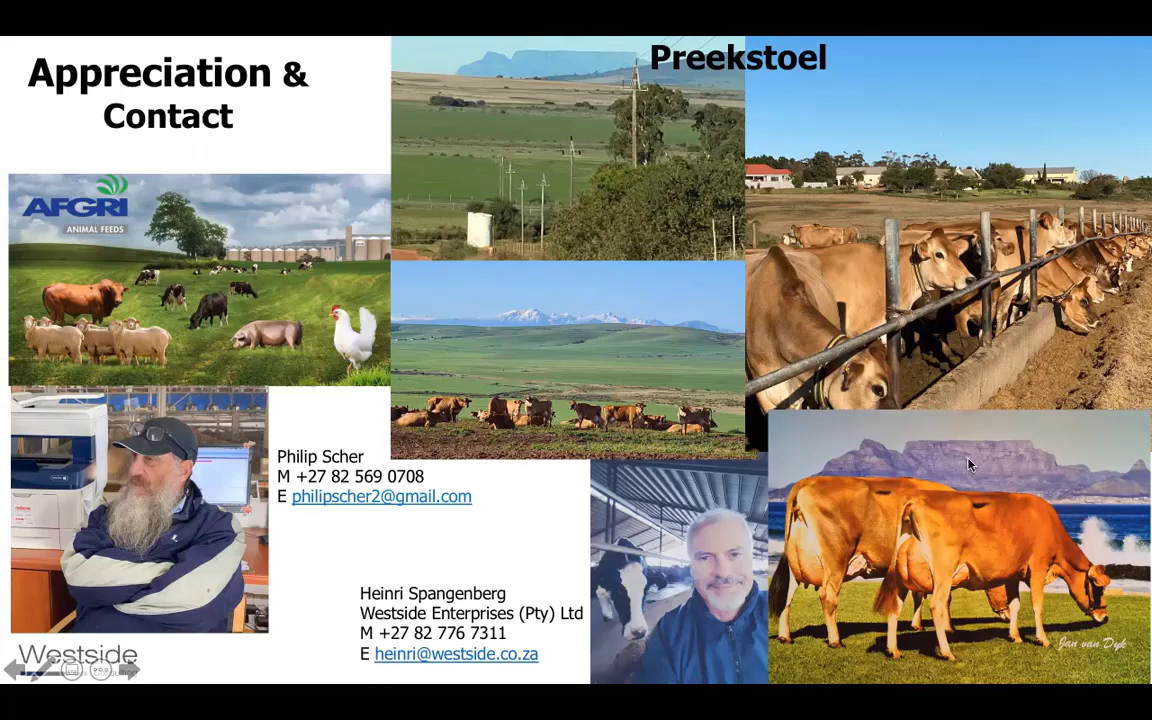 Appreciation &
Contact
Preekstoel
AFGRI
ANIMAL FEEDS
Philip Scher
M +27 82 569 0708
E philipscher2@gmail.com
Heinri Spangenberg
Westside Enterprises (Pty) Ltd
M +27 82 776 7311
E heinri@westside.co.za
Jan van Dyk
Westside